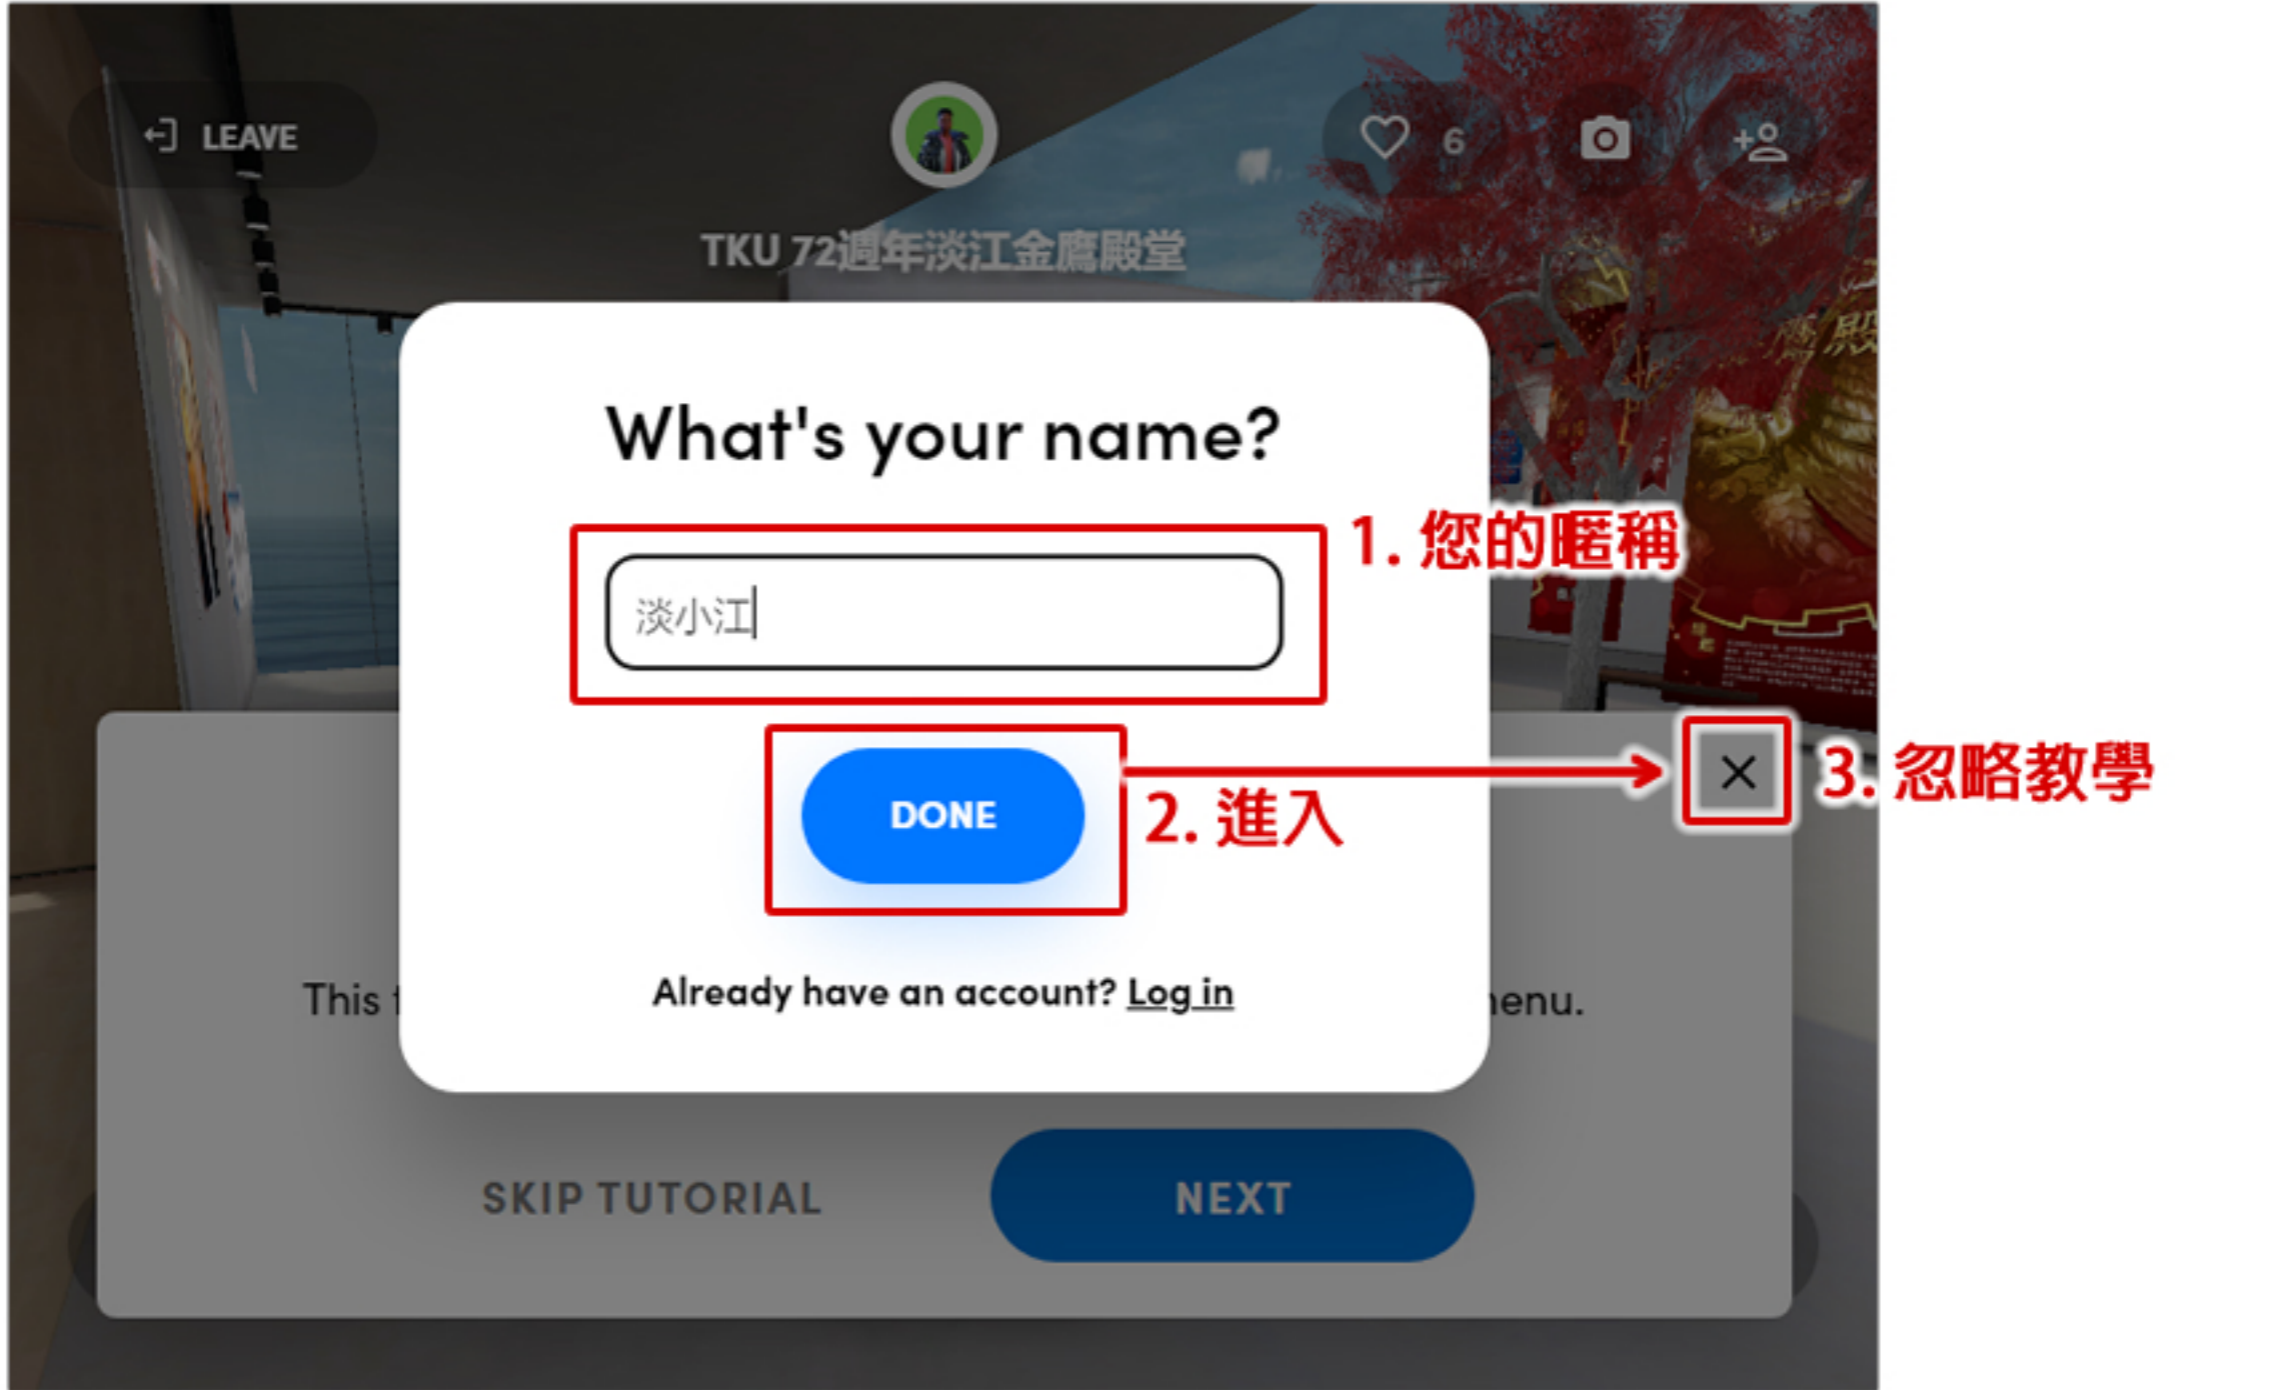 LEAVE
6
TKU 72週年淡江金鷹殿堂
What's your name?
1. 您的暱稱
淡小江
DONE
2. 進入
3. 忽略教學
Already have an account? Log in
This
menu.
SKIP TUTORIAL
NEXT